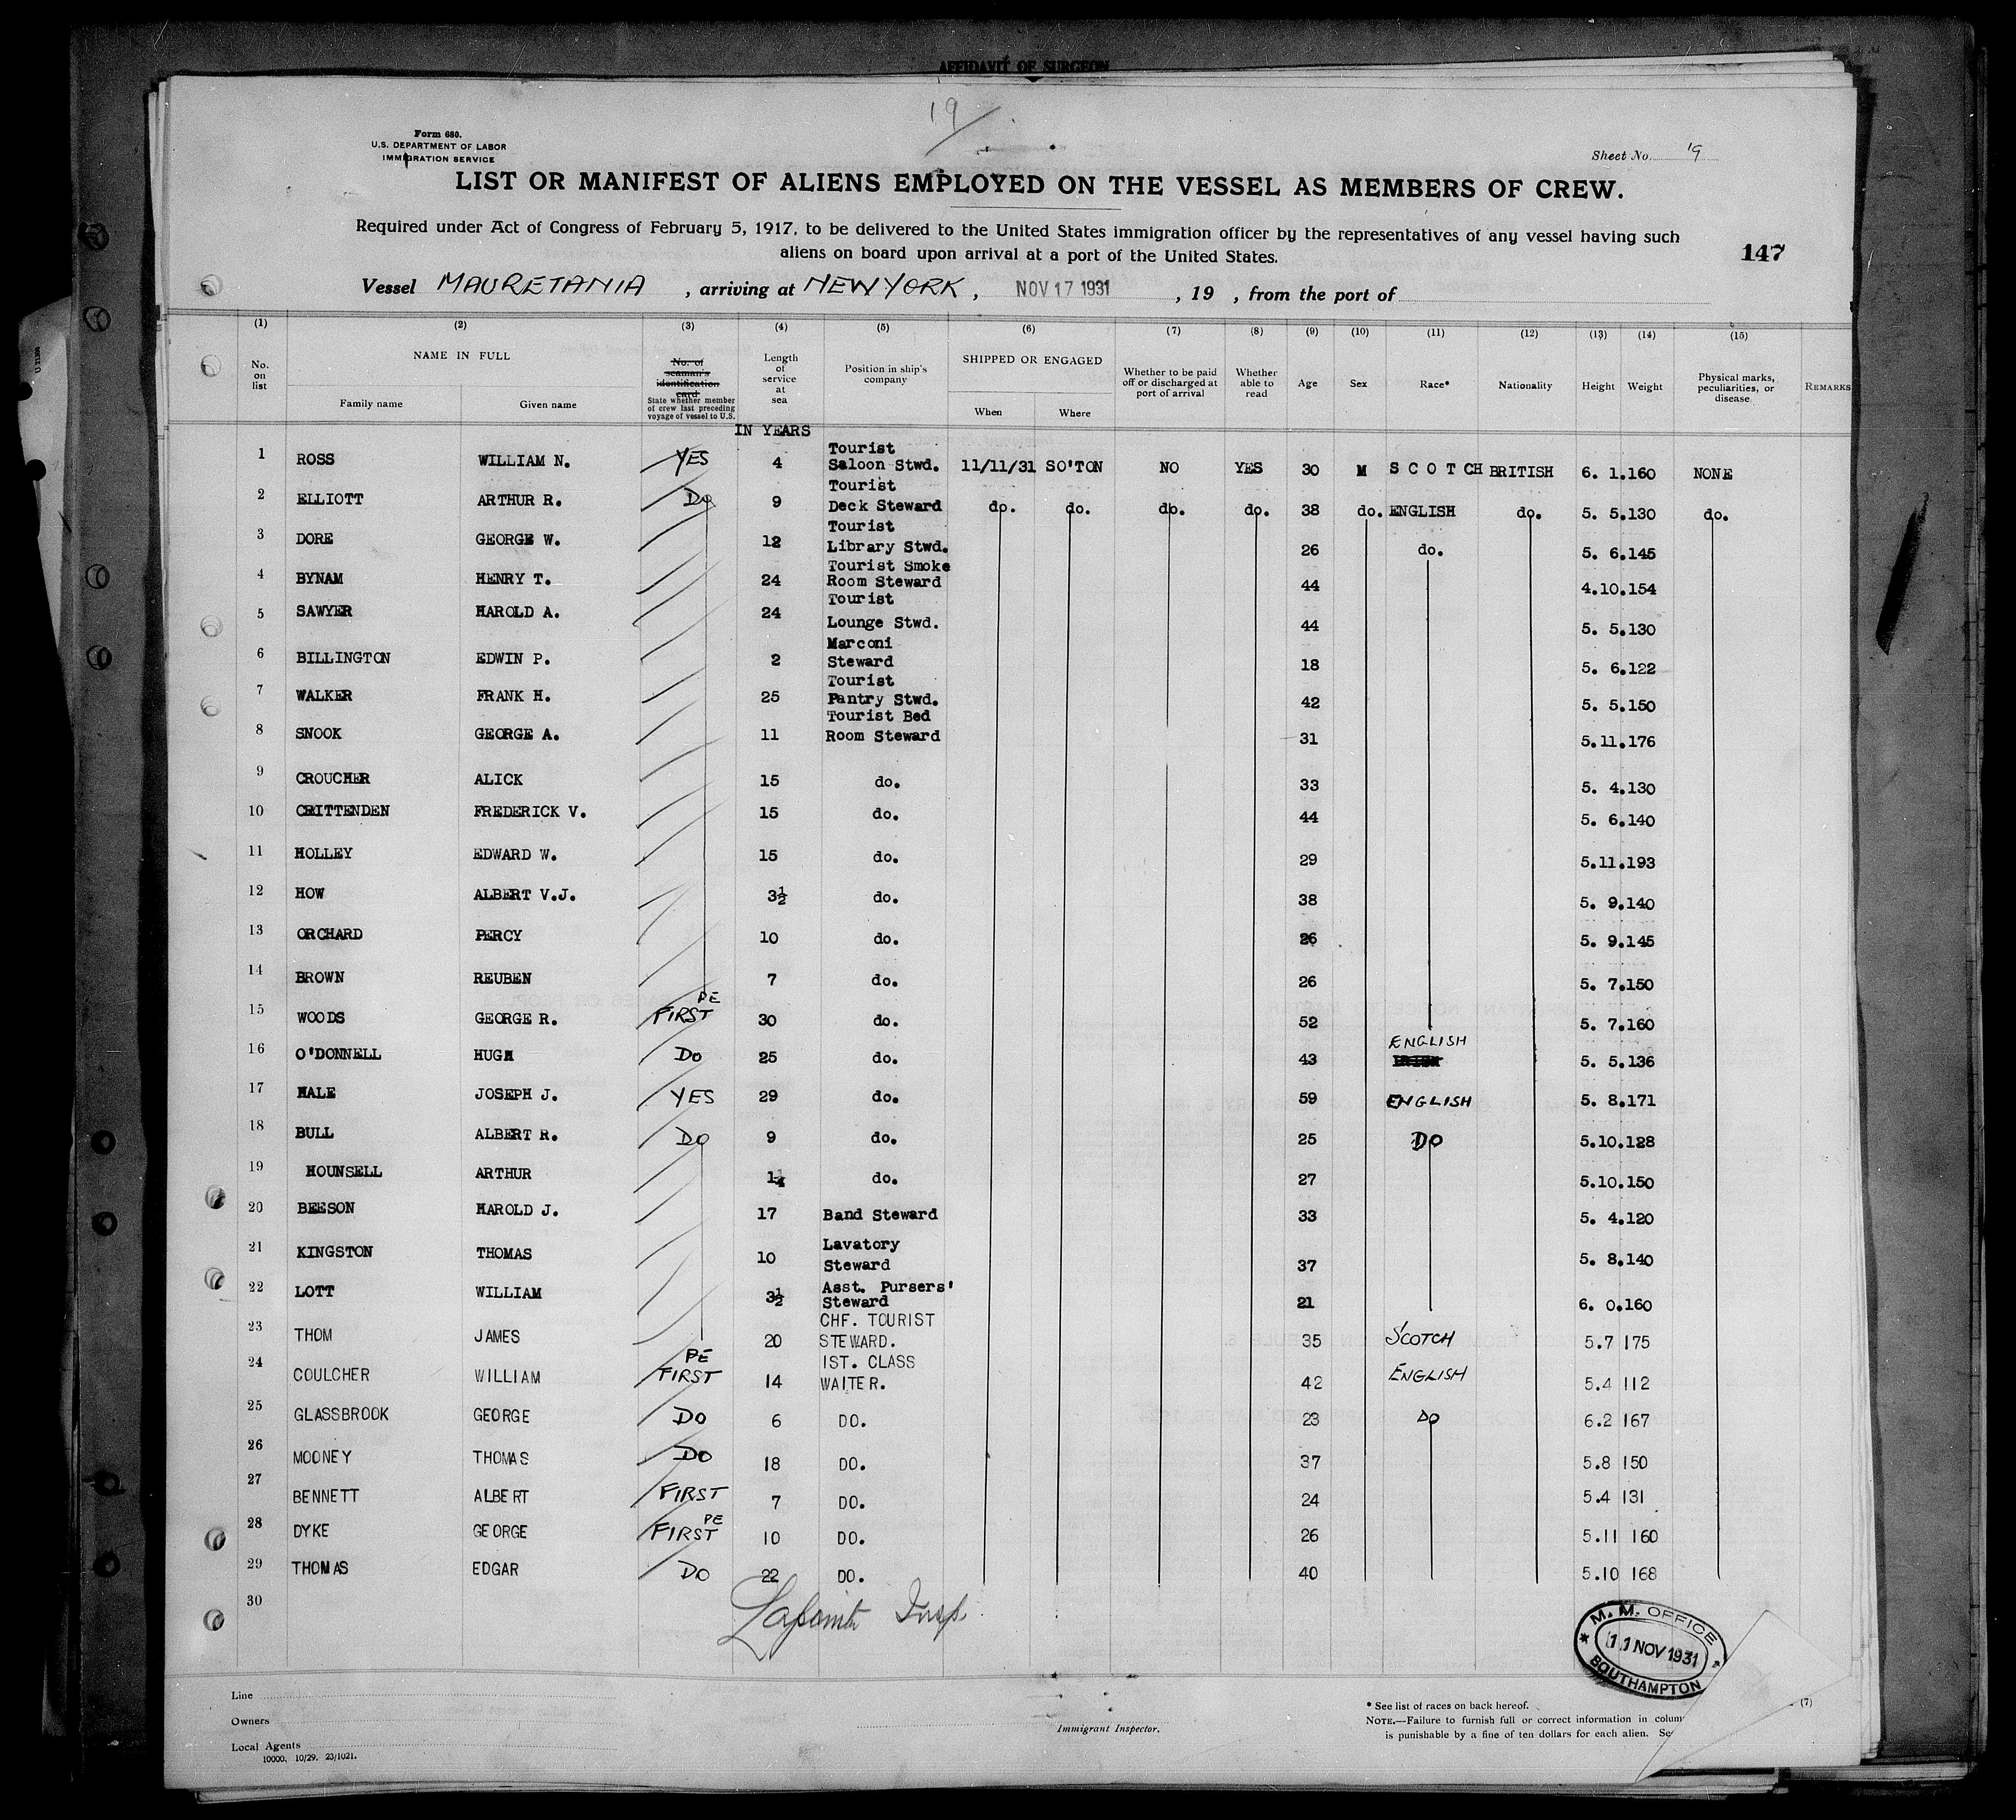 AFFIDAVIT OF SURGEON
19/
Form 680.
U.S. DEPARTMENT OF LABOR
IMMIGRATION SERVICE
Sheet No. 19
LIST OR MANIFEST OF ALIENS EMPLOYED ON THE VESSEL AS MEMBERS OF CREW.
Required under Act of Congress of February 5, 1917, to be delivered to the United States immigration officer by the representatives of any vessel having such
aliens on board upon arrival at a port of the United States.
147
Vessel MAURETANIA, arriving at NEW YORK, NOV 17 1931, 19 , from the port of
(1) (2) (3) (4) (5) (6) (7) (8) (9) (10) (11) (12) (13) (14) (15)
No. on list NAME IN FULL Family name Given name No. of seaman's identification card State whether member of crew last preceding voyage of vessel to U.S. Length of service at sea Position in ship's company SHIPPED OR ENGAGED When Where Whether to be paid off or discharged at port of arrival Whether able to read Age Sex Race* Nationality Height Weight Physical marks, peculiarities, or disease REMARKS
IN YEARS
1 ROSS WILLIAM N. YES 4 Tourist Saloon Stwd. 11/11/31 SO'TON NO YES 30 M SCOTCH BRITISH 6. 1.160 NONE
2 ELLIOTT ARTHUR R. Do 9 Tourist Deck Steward do. do. do. do. 38 do. ENGLISH do. 5. 5.130 do.
3 DORE GEORGE W. 12 Tourist Library Stwd. 26 do. 5. 6.145
4 BYNAM HENRY T. 24 Tourist Smoke Room Steward 44 4.10.154
5 SAWYER HAROLD A. 24 Tourist Lounge Stwd. 44 5. 5.130
6 BILLINGTON EDWIN P. 2 Marconi Steward 18 5. 6.122
7 WALKER FRANK H. 25 Tourist Pantry Stwd. 42 5. 5.150
8 SNOOK GEORGE A. 11 Tourist Bed Room Steward 31 5.11.176
9 CROUCHER ALICK 15 do. 33 5. 4.130
10 CRITTENDEN FREDERICK V. 15 do. 44 5. 6.140
11 HOLLEY EDWARD W. 15 do. 29 5.11.193
12 HOW ALBERT V.J. 3½ do. 38 5. 9.140
13 ORCHARD PERCY 10 do. 26 5. 9.145
14 BROWN REUBEN 7 do. 26 5. 7.150
15 WOODS GEORGE R. FIRST PE 30 do. 52 5. 7.160
16 O'DONNELL HUGH Do 25 do. 43 ENGLISH 5. 5.136
17 HALE JOSEPH J. YES 29 do. 59 ENGLISH 5. 8.171
18 BULL ALBERT R. Do 9 do. 25 DO 5.10.128
19 HOUNSELL ARTHUR 1¼ do. 27 5.10.150
20 BEESON HAROLD J. 17 Band Steward 33 5. 4.120
21 KINGSTON THOMAS 10 Lavatory Steward 37 5. 8.140
22 LOTT WILLIAM 3½ Asst. Pursers' Steward 21 6. 0.160
23 THOM JAMES 20 CHF. TOURIST STEWARD. 35 SCOTCH 5.7 175
24 COULCHER WILLIAM PE FIRST 14 IST. CLASS WAITER. 42 ENGLISH 5.4 112
25 GLASSBROOK GEORGE DO 6 DO. 23 DO 6.2 167
26 MOONEY THOMAS DO 18 DO. 37 5.8 150
27 BENNETT ALBERT FIRST 7 DO. 24 5.4 131
28 DYKE GEORGE FIRST PE 10 DO. 26 5.11 160
29 THOMAS EDGAR DO 22 DO. 40 5.10 168
30
Insp.
M. M. OFFICE
11 NOV 1931
SOUTHAMPTON
Line
Owners
Local Agents
10000, 10/29, 23/1021.
Immigrant Inspector.
* See list of races on back hereof.
NOTE.—Failure to furnish full or correct information in
is punishable by a fine of ten dollars for each alien.
(7)